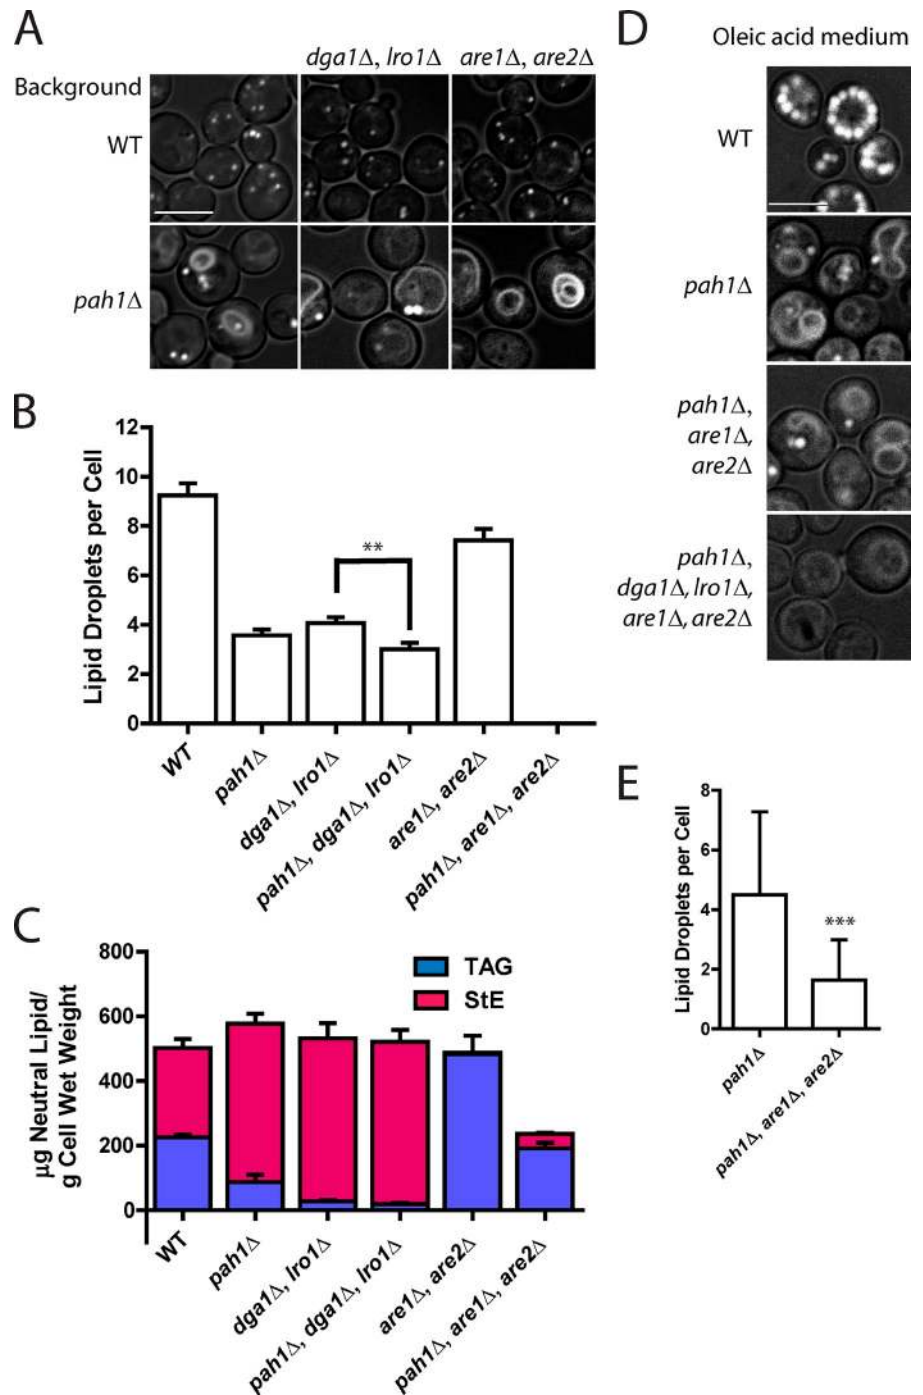 A
dga1Δ, lro1Δ
are1Δ, are2Δ
Background
WT
pah1Δ
B
Lipid Droplets per Cell
12
10
8
6
4
2
0
**
WT
pah1Δ
dga1Δ, lro1Δ
pah1Δ, dga1Δ, lro1Δ
are1Δ, are2Δ
pah1Δ, are1Δ, are2Δ
C
μg Neutral Lipid/
g Cell Wet Weight
800
600
400
200
0
TAG
StE
WT
pah1Δ
dga1Δ, lro1Δ
pah1Δ, dga1Δ, lro1Δ
are1Δ, are2Δ
pah1Δ, are1Δ, are2Δ
D
Oleic acid medium
WT
pah1Δ
pah1Δ,
are1Δ,
are2Δ
pah1Δ,
dga1Δ, lro1Δ,
are1Δ, are2Δ
E
Lipid Droplets per Cell
8
6
4
2
0
***
pah1Δ
pah1Δ, are1Δ, are2Δ